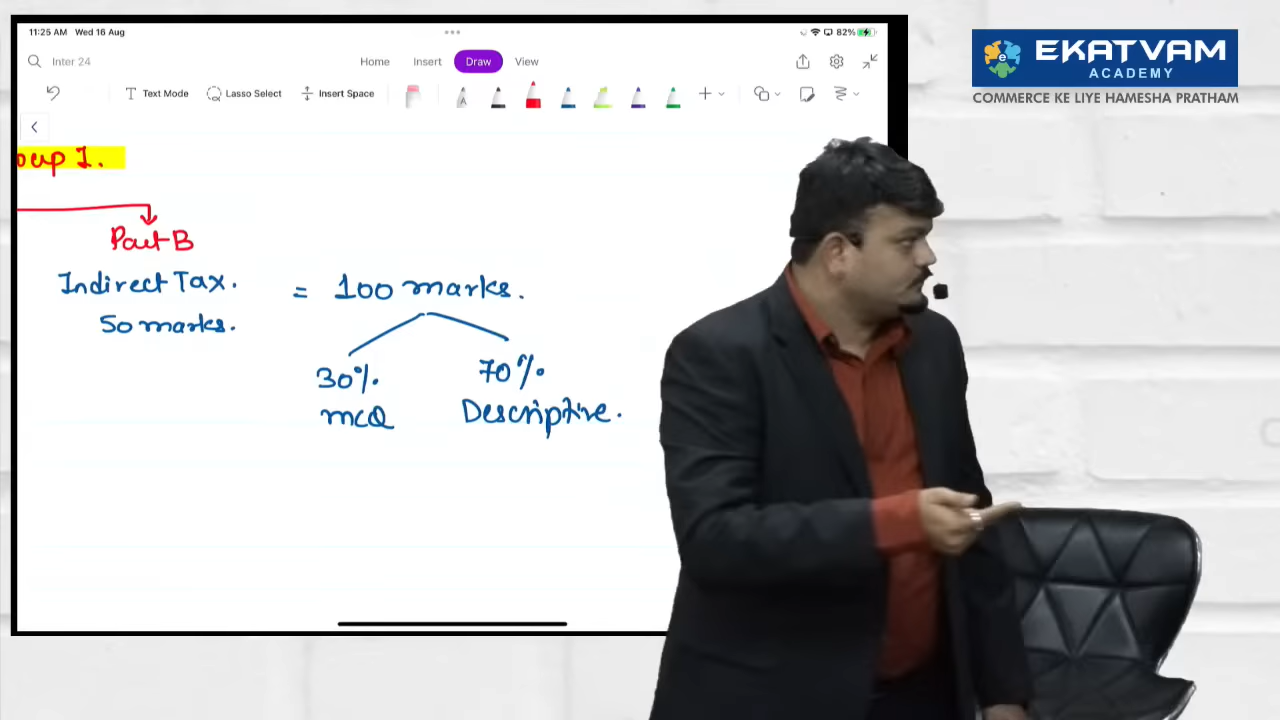 11:25 AM Wed 16 Aug
82%
Inter 24
Home Insert Draw View
Text Mode Lasso Select Insert Space
oup I.
Part B
Indirect Tax.
50 marks.
= 100 marks.
30% 70%
mcq Descriptive.
EKATVAM
ACADEMY
COMMERCE KE LIYE HAMESHA PRATHAM